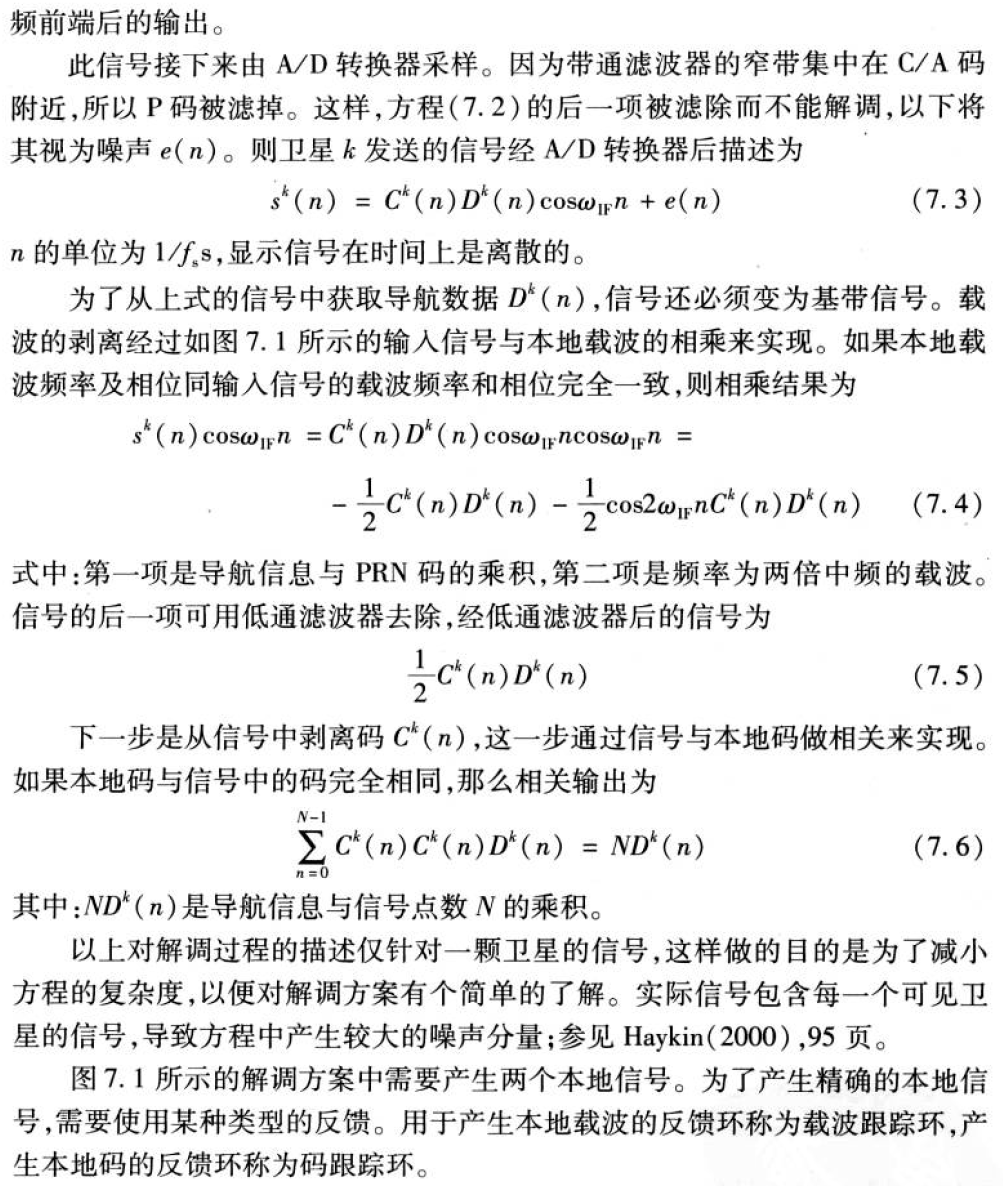 频前端后的输出。
此信号接下来由 A/D 转换器采样。因为带通滤波器的窄带集中在 C/A 码
附近,所以 P 码被滤掉。这样,方程(7.2)的后一项被滤除而不能解调,以下将
其视为噪声 e(n)。则卫星 k 发送的信号经 A/D 转换器后描述为
s^k(n) = C^k(n)D^k(n)cosω_IF n + e(n) (7.3)
n 的单位为 1/f_s s,显示信号在时间上是离散的。
为了从上式的信号中获取导航数据 D^k(n),信号还必须变为基带信号。载
波的剥离经过如图 7.1 所示的输入信号与本地载波的相乘来实现。如果本地载
波频率及相位同输入信号的载波频率和相位完全一致,则相乘结果为
s^k(n)cosω_IF n = C^k(n)D^k(n)cosω_IF n cosω_IF n =
- 1/2 C^k(n)D^k(n) - 1/2 cos2ω_IF n C^k(n)D^k(n) (7.4)
式中:第一项是导航信息与 PRN 码的乘积,第二项是频率为两倍中频的载波。
信号的后一项可用低通滤波器去除,经低通滤波器后的信号为
1/2 C^k(n)D^k(n) (7.5)
下一步是从信号中剥离码 C^k(n),这一步通过信号与本地码做相关来实现。
如果本地码与信号中的码完全相同,那么相关输出为
∑_{n=0}^{N-1} C^k(n)C^k(n)D^k(n) = ND^k(n) (7.6)
其中:ND^k(n)是导航信息与信号点数 N 的乘积。
以上对解调过程的描述仅针对一颗卫星的信号,这样做的目的是为了减小
方程的复杂度,以便对解调方案有个简单的了解。实际信号包含每一个可见卫
星的信号,导致方程中产生较大的噪声分量;参见 Haykin(2000),95 页。
图 7.1 所示的解调方案中需要产生两个本地信号。为了产生精确的本地信
号,需要使用某种类型的反馈。用于产生本地载波的反馈环称为载波跟踪环,产
生本地码的反馈环称为码跟踪环。